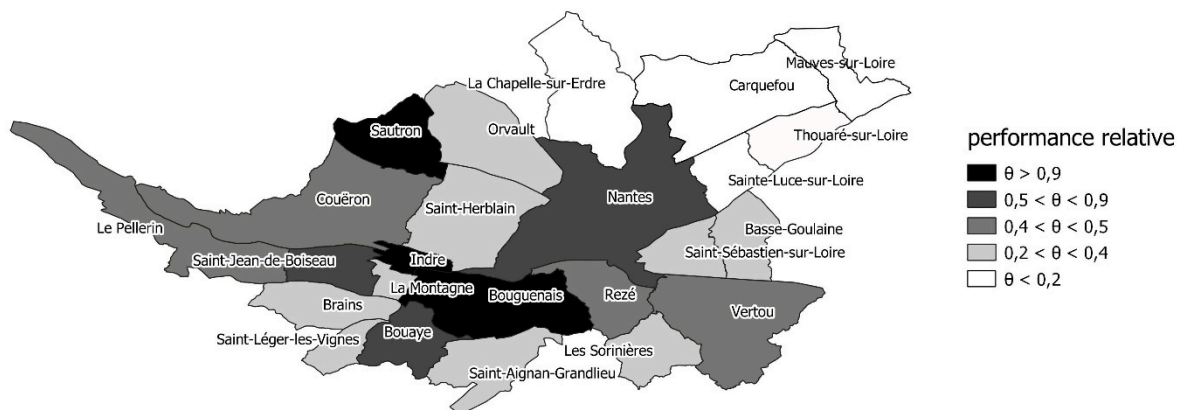 Mauves-sur-Loire
La Chapelle-sur-Erdre
Carquefou
Sautron
Orvault
Thouaré-sur-Loire
Sainte-Luce-sur-Loire
Couëron
Saint-Herblain
Nantes
Le Pellerin
Basse-Goulaine
Saint-Sébastien-sur-Loire
Saint-Jean-de-Boiseau
Indre
La Montagne
Bouguenais
Rezé
Brains
Vertou
Saint-Léger-les-Vignes
Bouaye
Les Sorinières
Saint-Aignan-Grandlieu
performance relative
θ > 0,9
0,5 < θ < 0,9
0,4 < θ < 0,5
0,2 < θ < 0,4
θ < 0,2